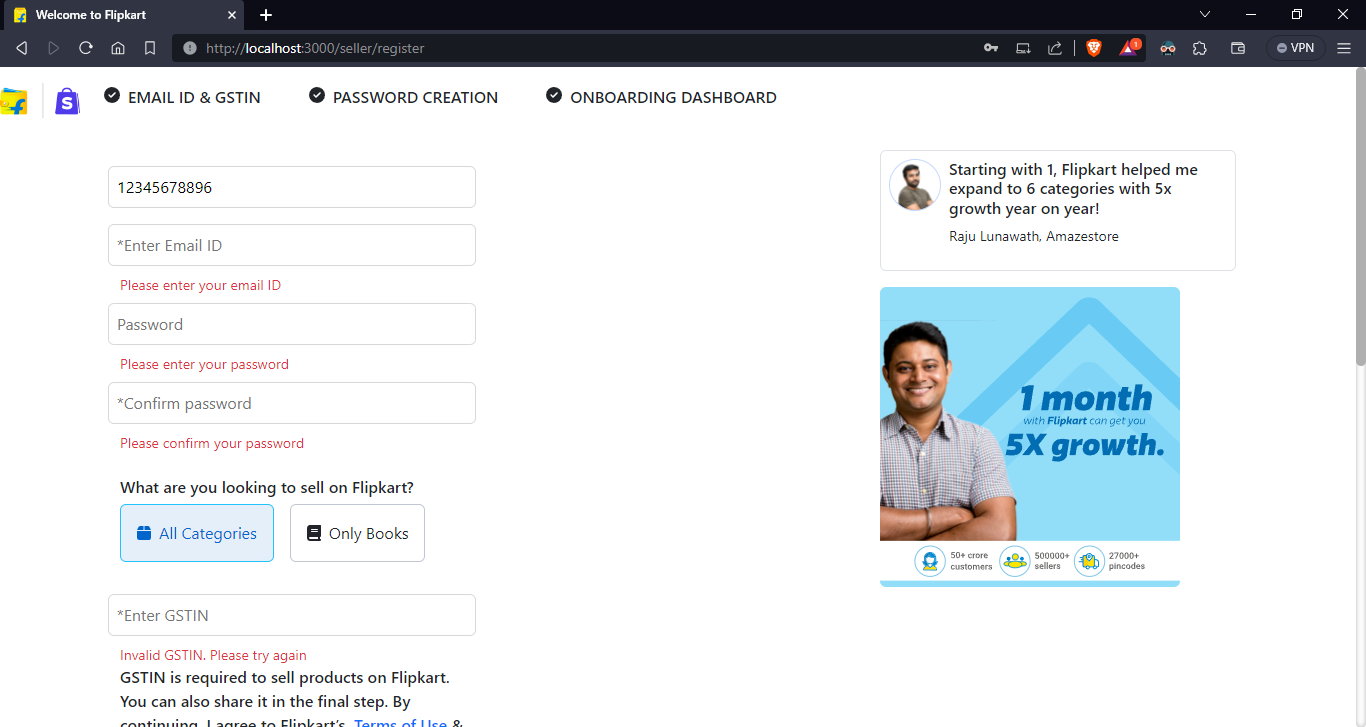 Welcome to Flipkart
http://localhost:3000/seller/register
1
VPN
EMAIL ID & GSTIN
PASSWORD CREATION
ONBOARDING DASHBOARD
12345678896
*Enter Email ID
Please enter your email ID
Password
Please enter your password
*Confirm password
Please confirm your password
What are you looking to sell on Flipkart?
All Categories
Only Books
*Enter GSTIN
Invalid GSTIN. Please try again
GSTIN is required to sell products on Flipkart.
You can also share it in the final step. By
continuing, I agree to Flipkart's Terms of Use &
Starting with 1, Flipkart helped me
expand to 6 categories with 5x
growth year on year!
Raju Lunawath, Amazestore
1 month
with Flipkart can get you
5X growth.
50+ crore
customers
500000+
sellers
27000+
pincodes